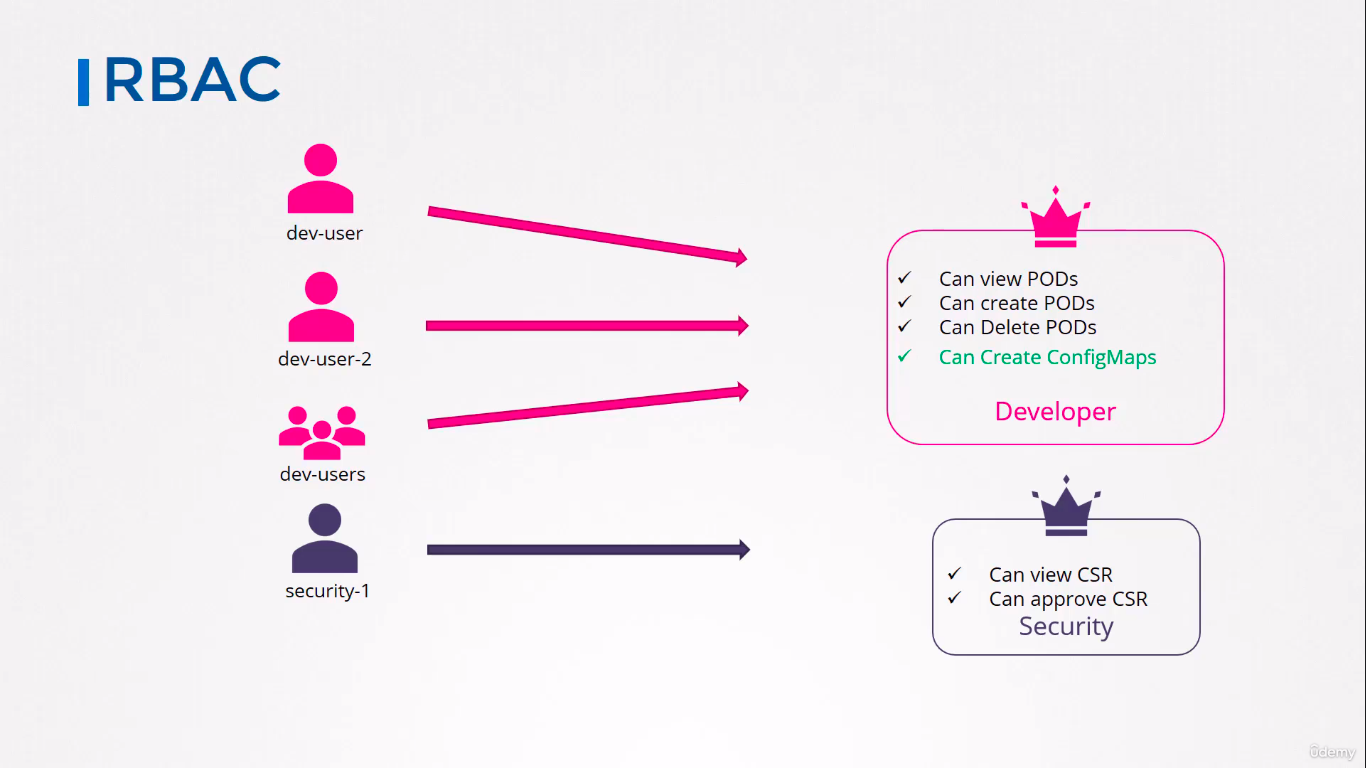 RBAC
dev-user
dev-user-2
dev-users
security-1
Can view PODs
Can create PODs
Can Delete PODs
Can Create ConfigMaps
Developer
Can view CSR
Can approve CSR
Security
ûdemy